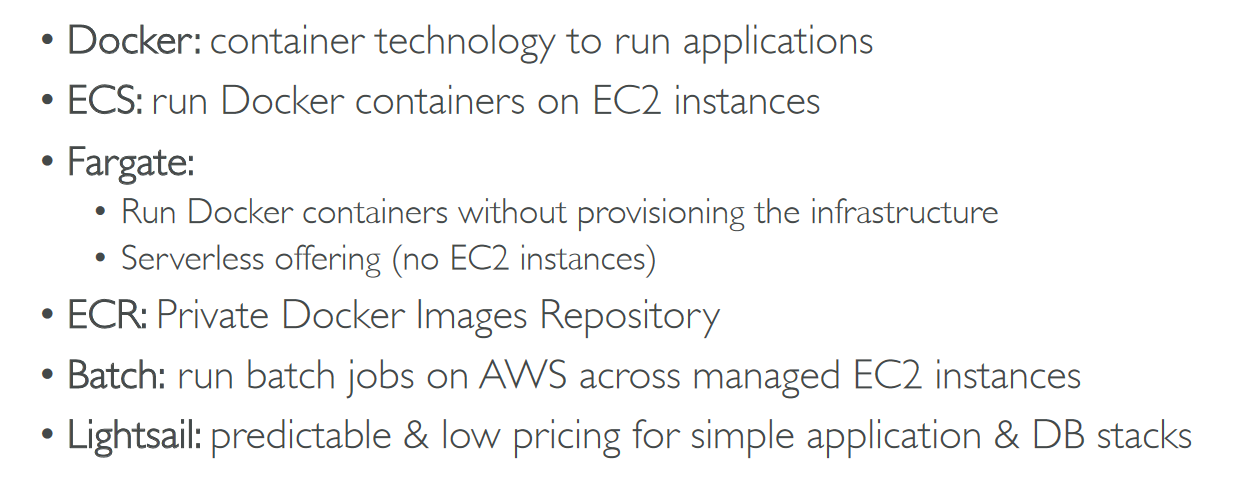 • Docker: container technology to run applications
• ECS: run Docker containers on EC2 instances
• Fargate:
• Run Docker containers without provisioning the infrastructure
• Serverless offering (no EC2 instances)
• ECR: Private Docker Images Repository
• Batch: run batch jobs on AWS across managed EC2 instances
• Lightsail: predictable & low pricing for simple application & DB stacks